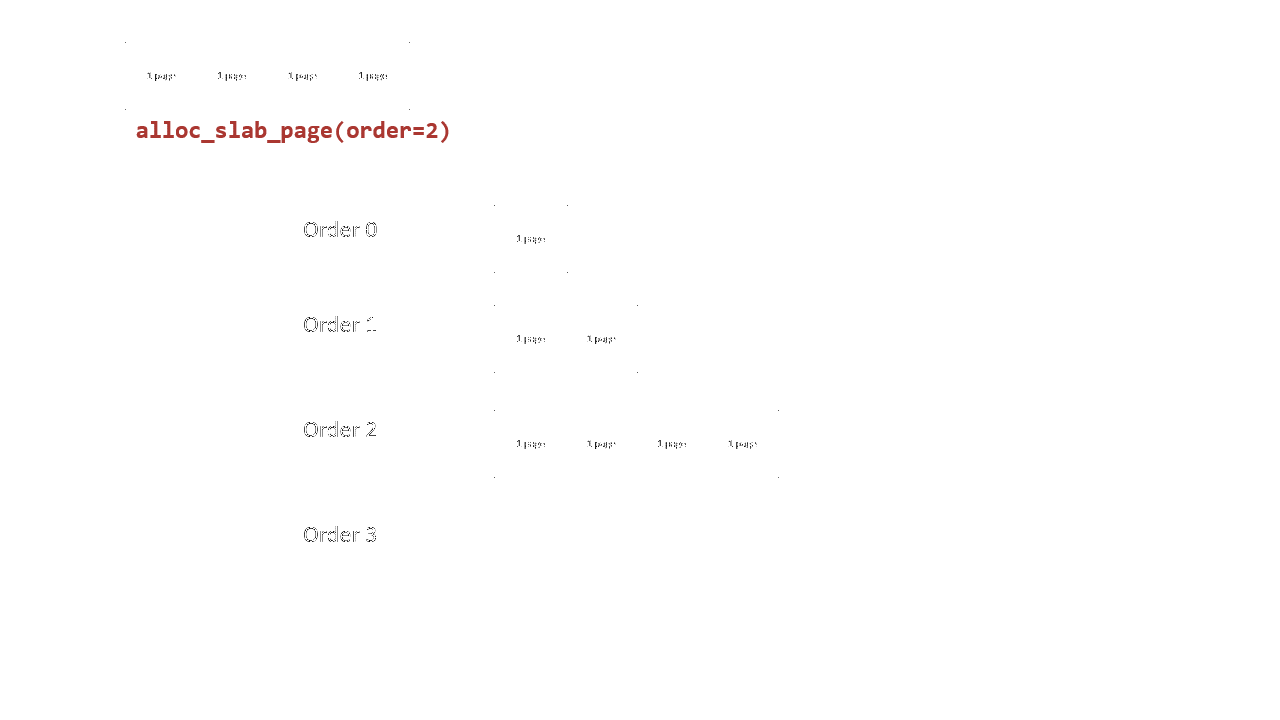 1 page 1 page 1 page 1 page
alloc_slab_page(order=2)
Order 0
1 page
Order 1
1 page 1 page
Order 2
1 page 1 page 1 page 1 page
Order 3